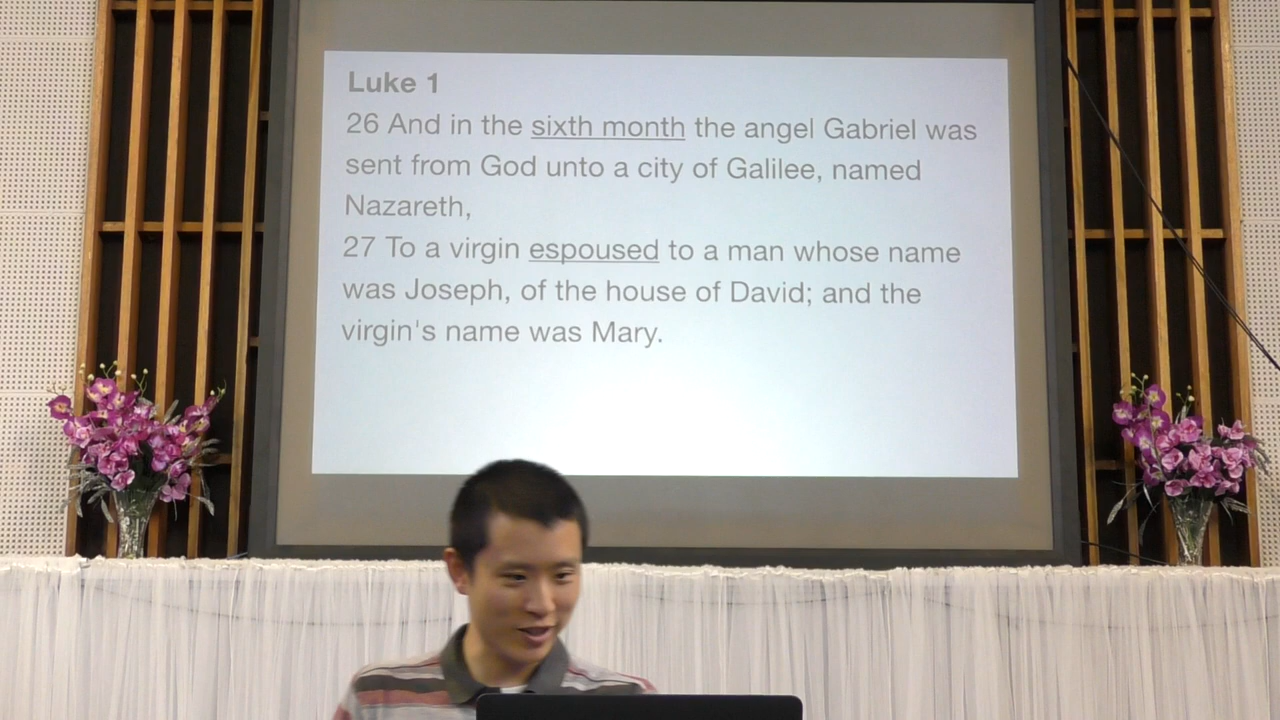 Luke 1
26 And in the sixth month the angel Gabriel was
sent from God unto a city of Galilee, named
Nazareth,
27 To a virgin espoused to a man whose name
was Joseph, of the house of David; and the
virgin's name was Mary.